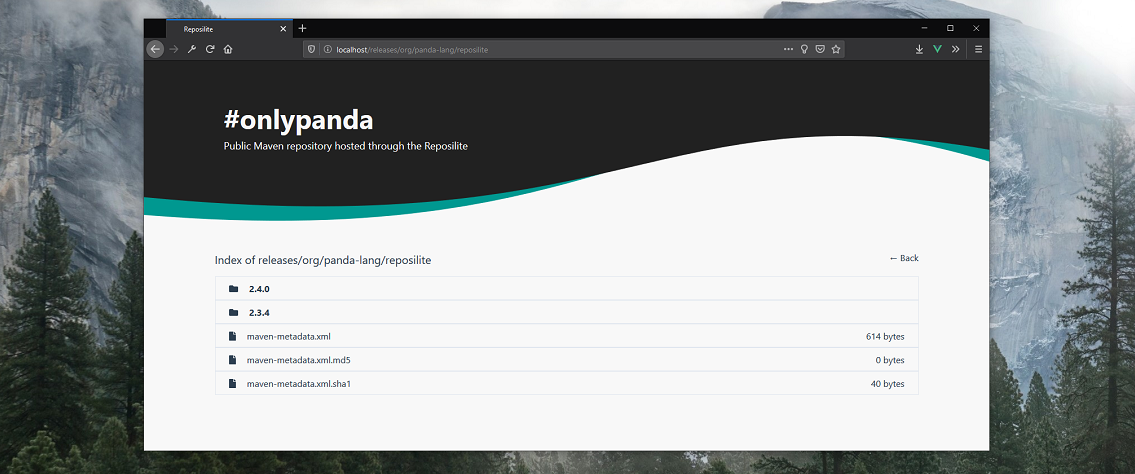 Reposilite
localhost/releases/org/panda-lang/reposilite
#onlypanda
Public Maven repository hosted through the Reposilite
Index of releases/org/panda-lang/reposilite
← Back
2.4.0
2.3.4
maven-metadata.xml 614 bytes
maven-metadata.xml.md5 0 bytes
maven-metadata.xml.sha1 40 bytes